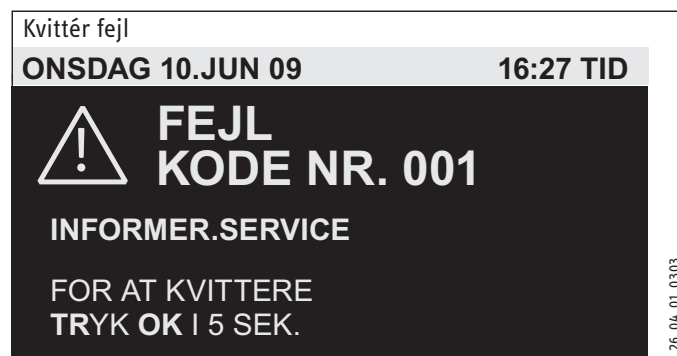 Kvittér fejl
ONSDAG 10.JUN 09 16:27 TID
FEJL
KODE NR. 001
INFORMER.SERVICE
FOR AT KVITTERE
TRYK OK I 5 SEK.
26_04_01_0303